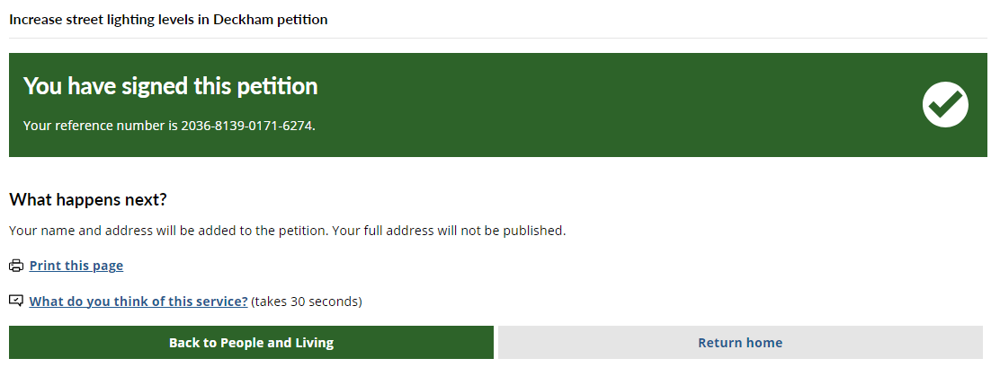 Increase street lighting levels in Deckham petition
You have signed this petition
Your reference number is 2036-8139-0171-6274.
What happens next?
Your name and address will be added to the petition. Your full address will not be published.
Print this page
What do you think of this service? (takes 30 seconds)
Back to People and Living
Return home